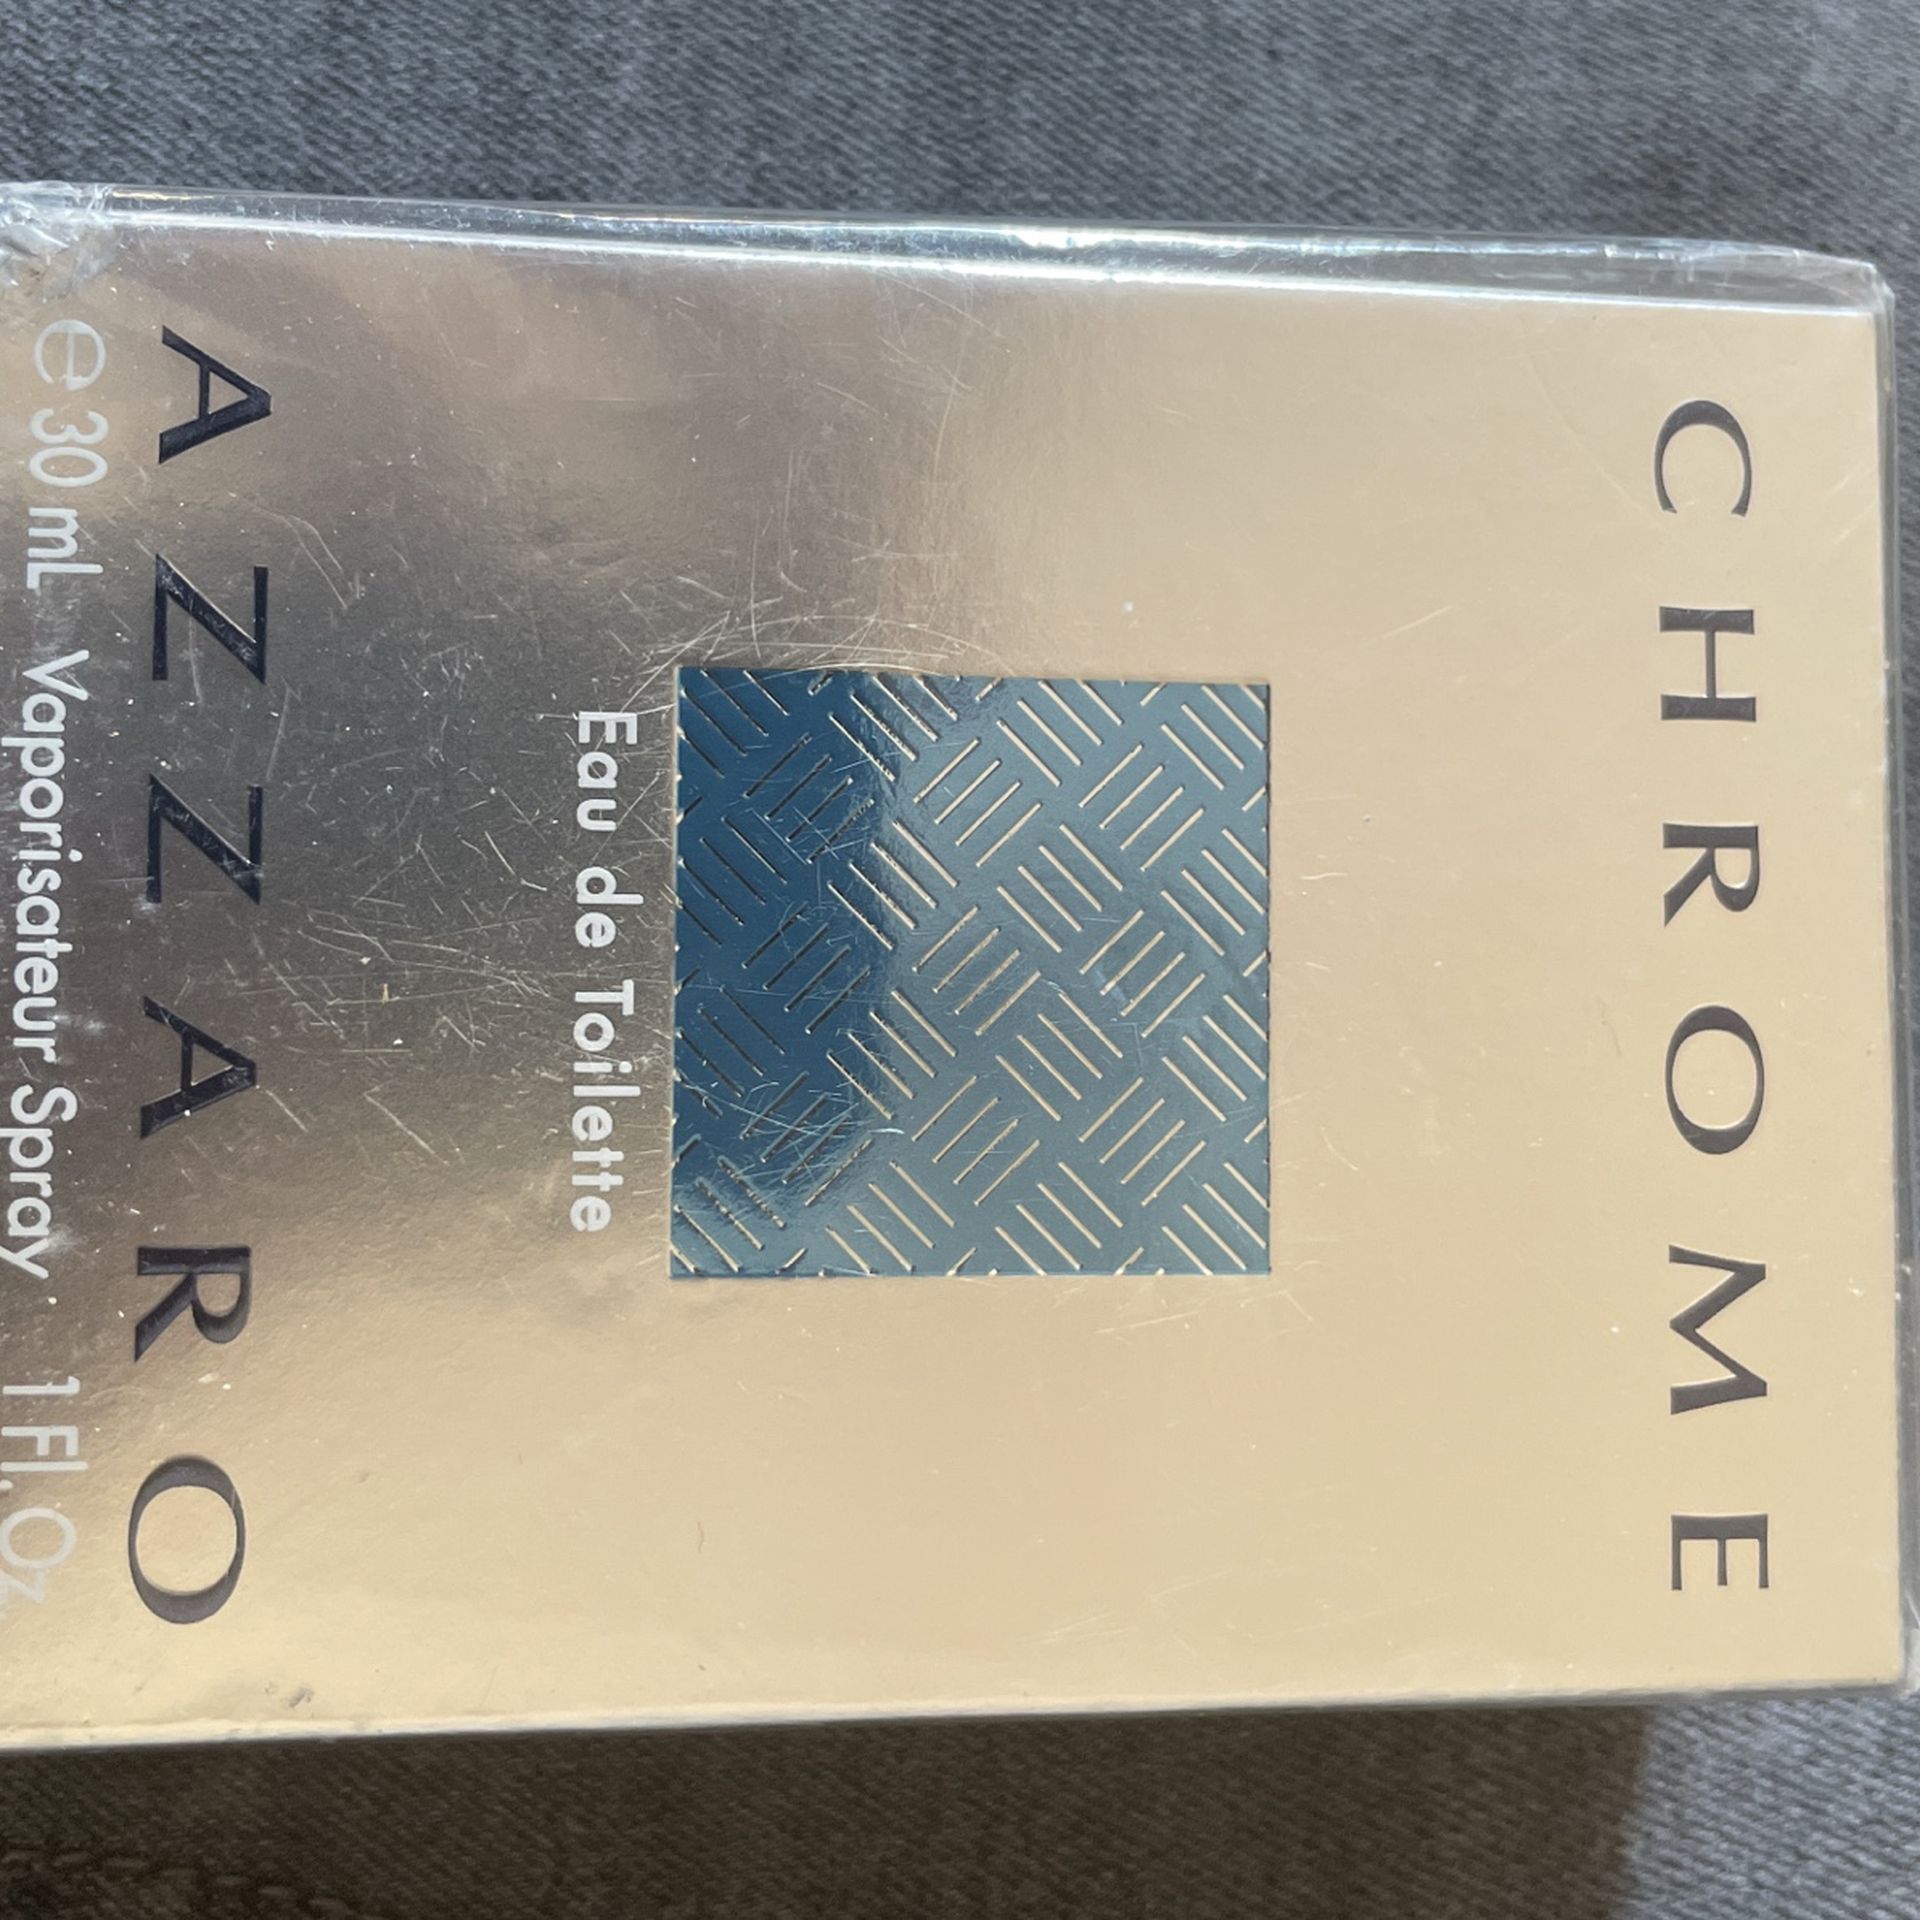 CHROME
Eau de Toilette
AZZARO
e 30 mL Vaporisateur Spray 1 Fl. Oz